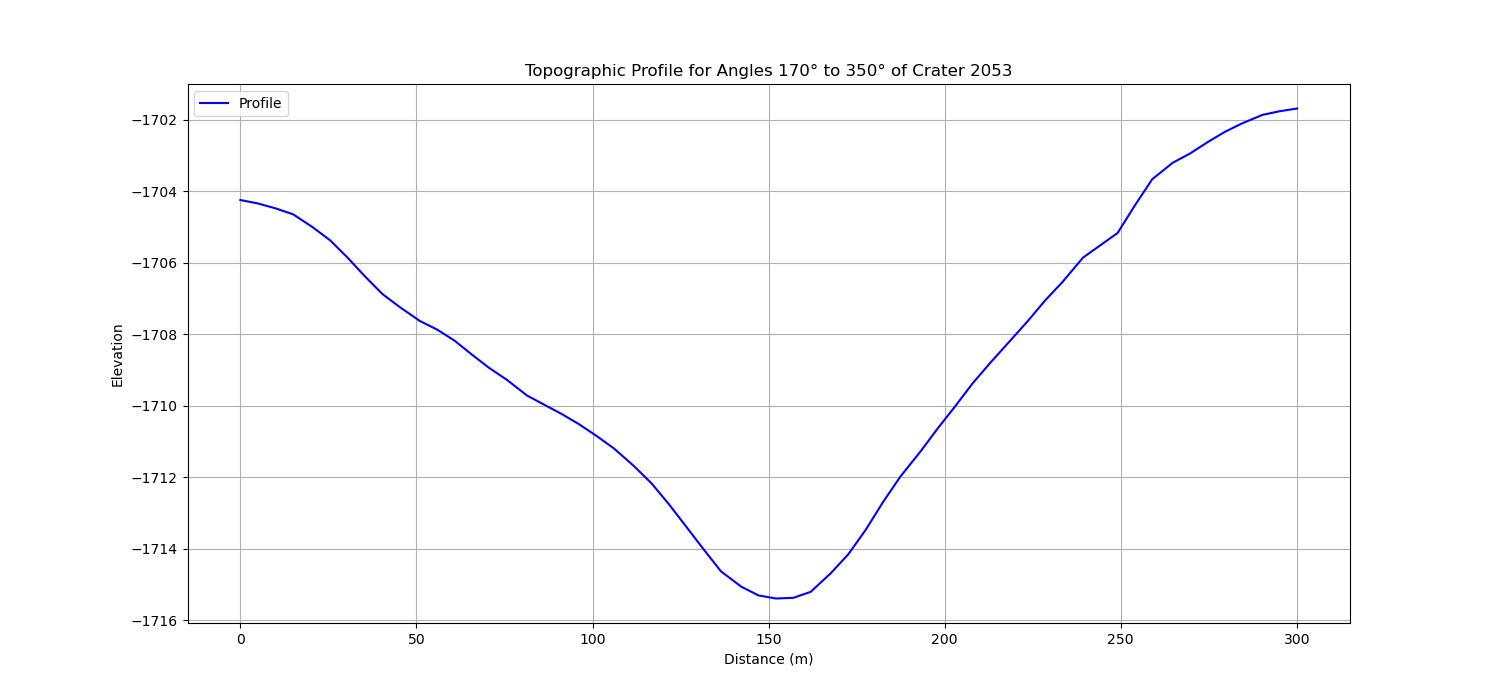 Topographic Profile for Angles 170° to 350° of Crater 2053
Profile
−1702
−1704
−1706
−1708
−1710
−1712
−1714
−1716
Elevation
0 50 100 150 200 250 300
Distance (m)